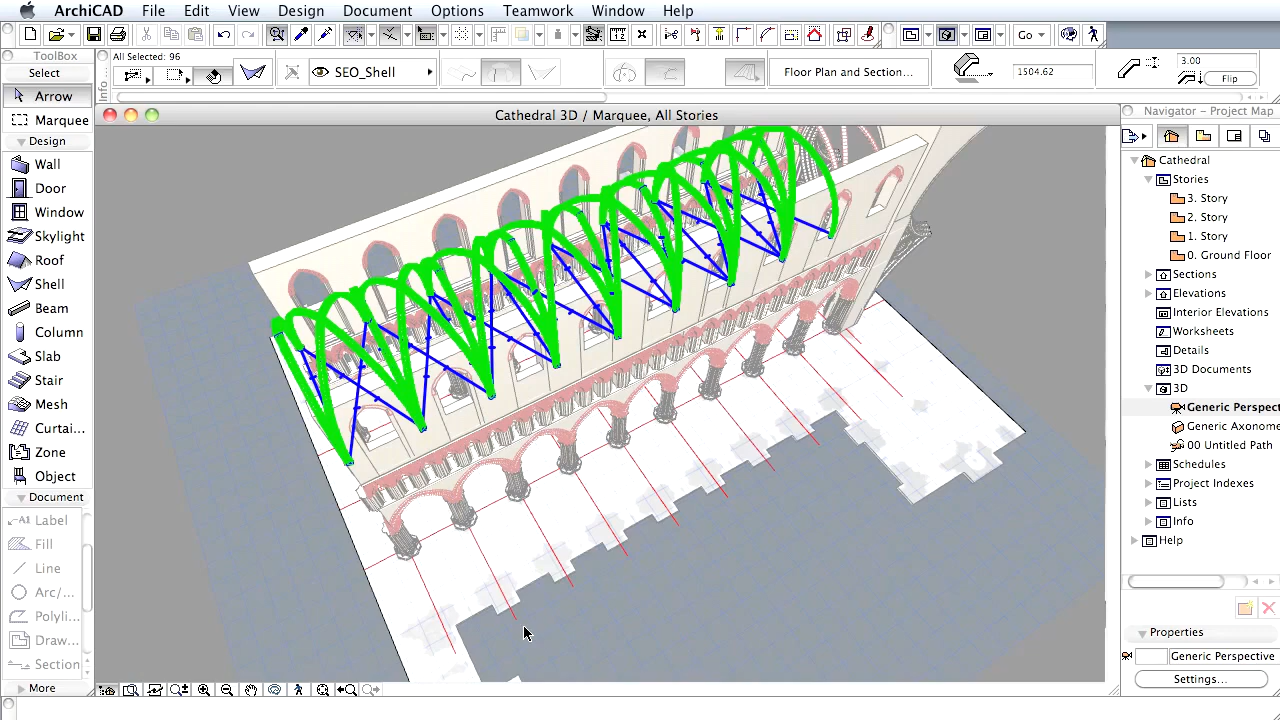 ArchiCAD File Edit View Design Document Options Teamwork Window Help
Go
ToolBox
Select
Arrow
Marquee
Design
Wall
Door
Window
Skylight
Roof
Shell
Beam
Column
Slab
Stair
Mesh
Curtai...
Zone
Object
Document
Label
Fill
Line
Arc/...
Polyli...
Draw...
Section
More
All Selected: 96
Info
SEO_Shell
Floor Plan and Section...
1504.62
3.00
Flip
Cathedral 3D / Marquee, All Stories
Navigator - Project Map
Cathedral
Stories
3. Story
2. Story
1. Story
0. Ground Floor
Sections
Elevations
Interior Elevations
Worksheets
Details
3D Documents
3D
Generic Perspect
Generic Axonome
00 Untitled Path
Schedules
Project Indexes
Lists
Info
Help
Properties
Generic Perspective
Settings...